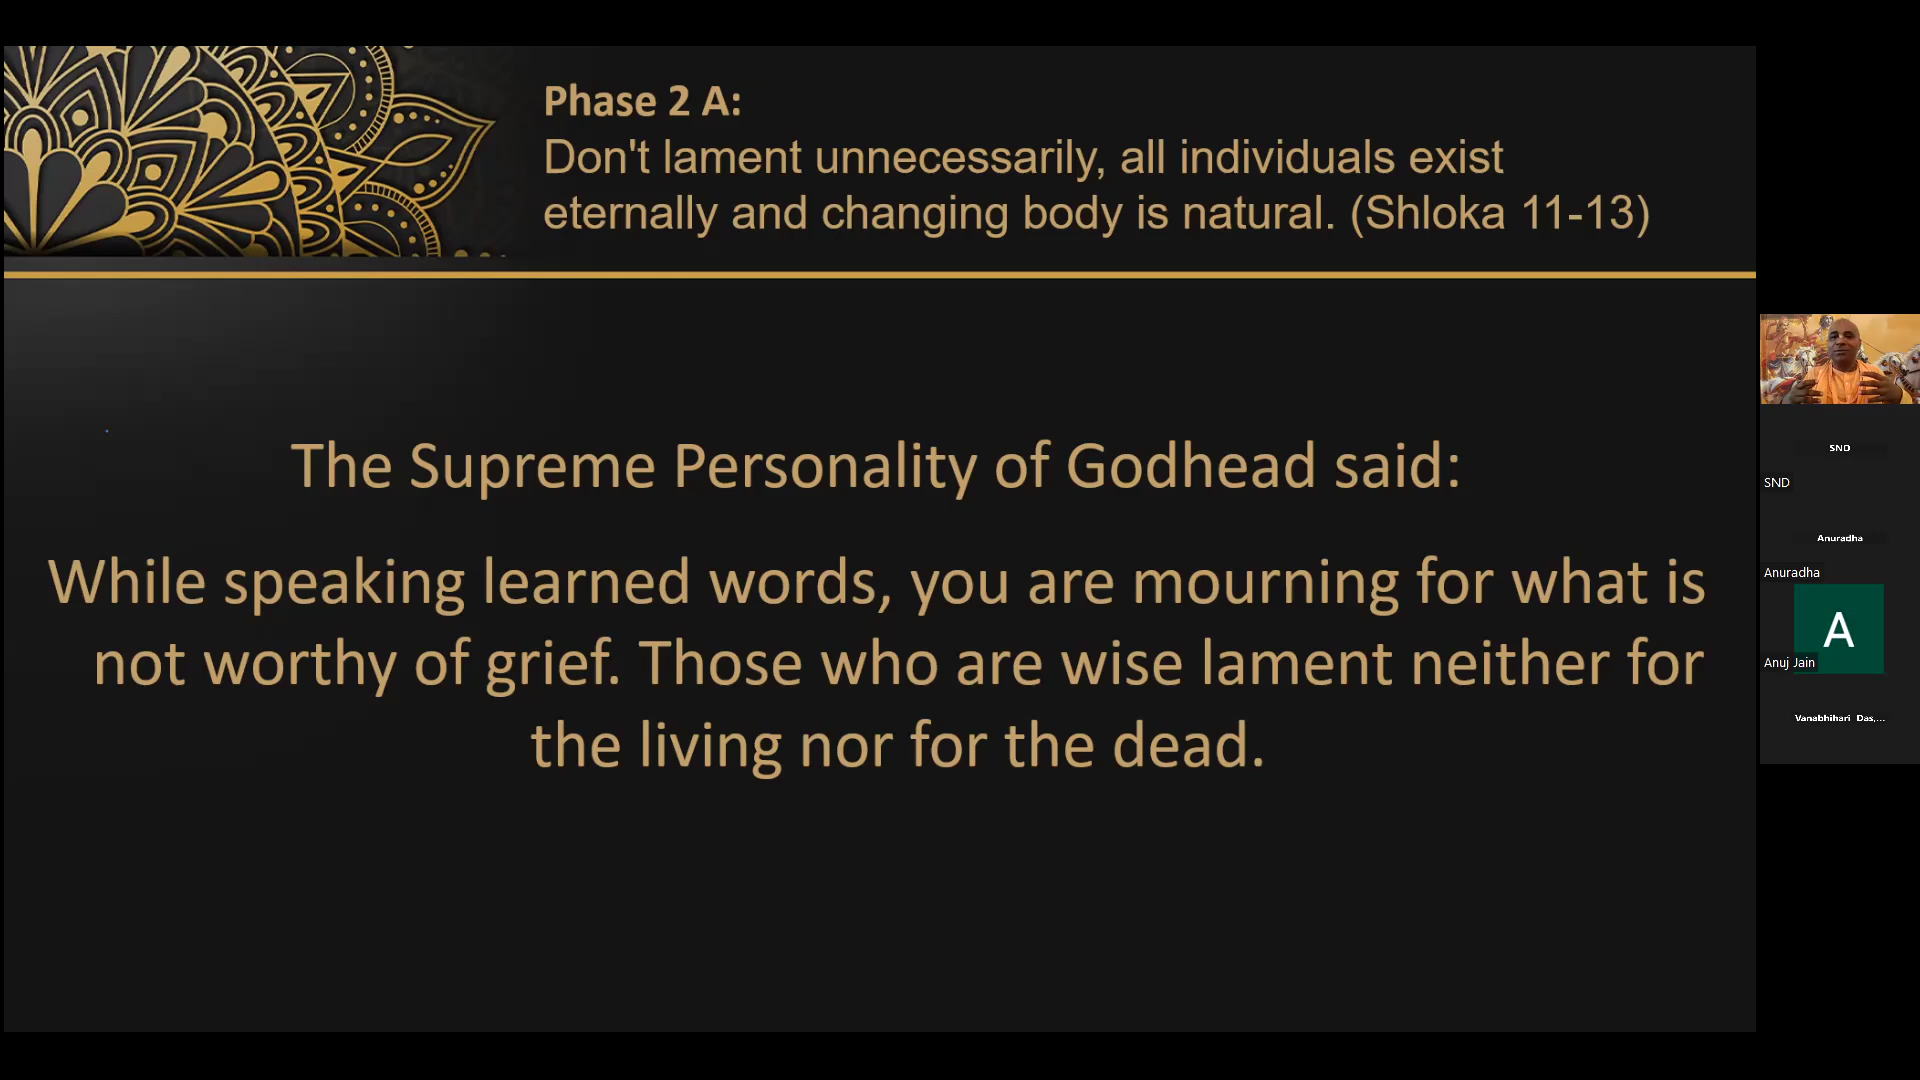 Phase 2 A:
Don't lament unnecessarily, all individuals exist
eternally and changing body is natural. (Shloka 11-13)
The Supreme Personality of Godhead said:
While speaking learned words, you are mourning for what is
not worthy of grief. Those who are wise lament neither for
the living nor for the dead.
SND
SND
Anuradha
Anuradha
A
Anuj Jain
Vanabhihari Das,...